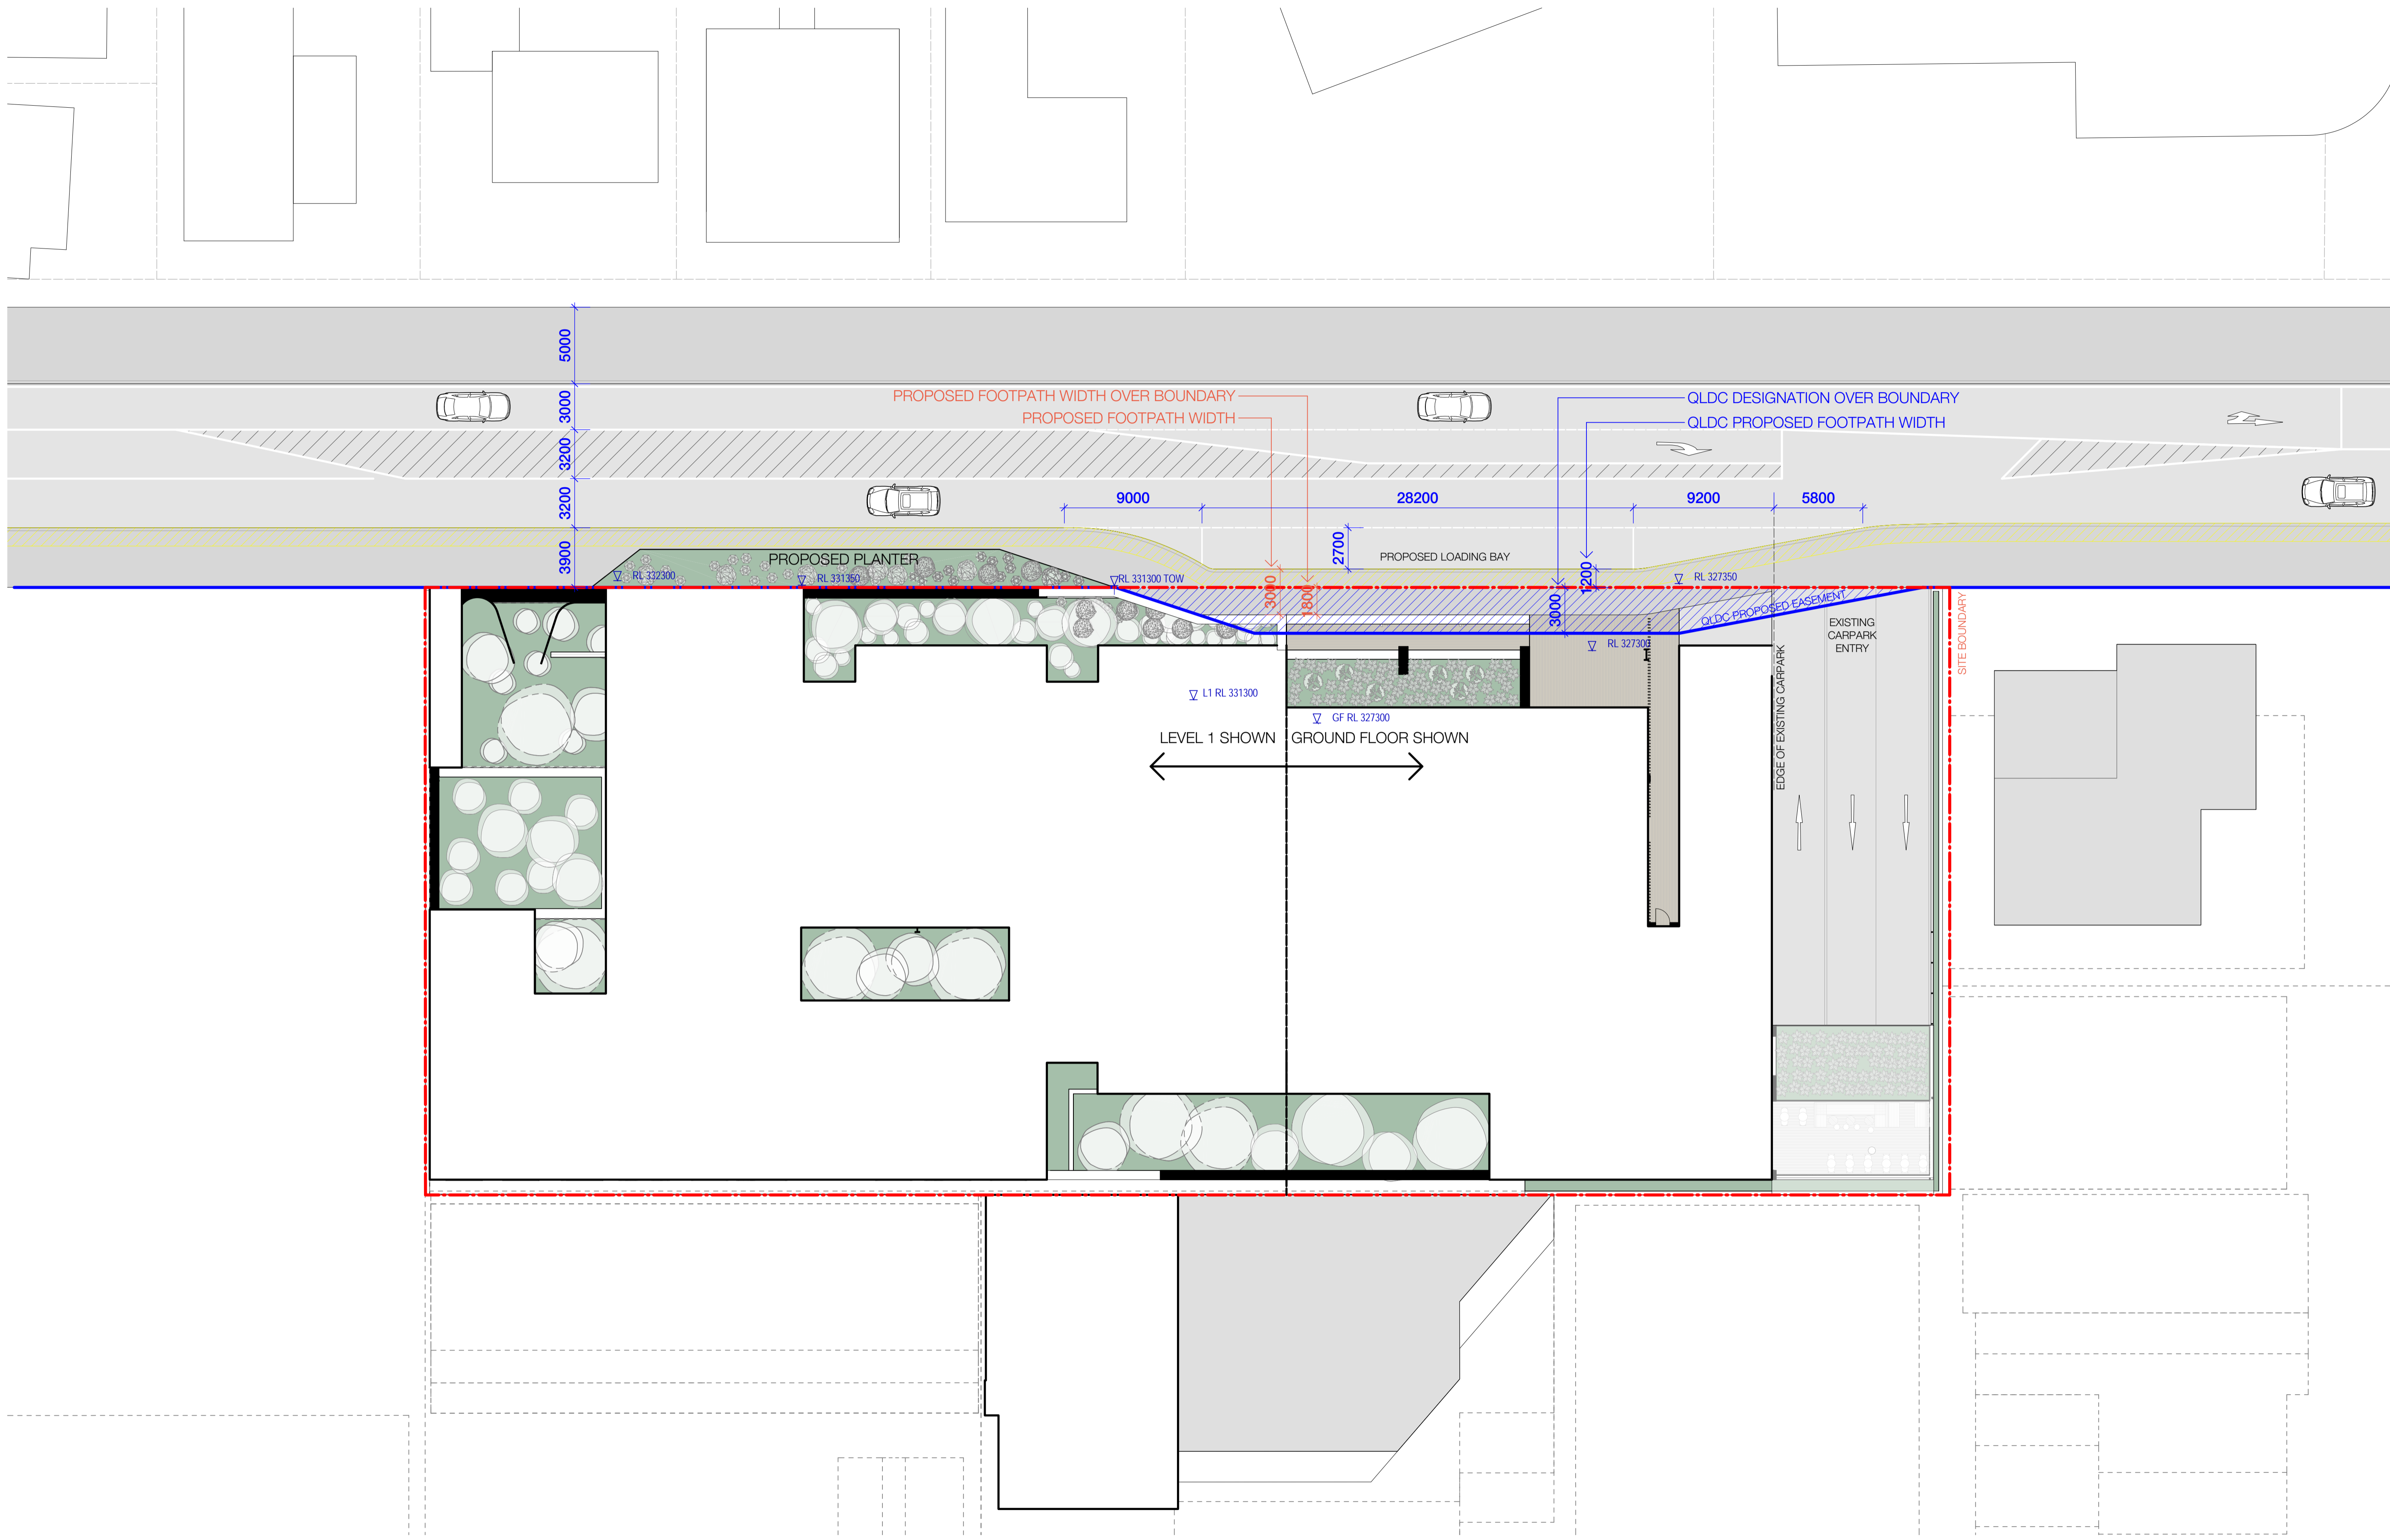 5000
3000
3200
3200
3900
PROPOSED FOOTPATH WIDTH OVER BOUNDARY
PROPOSED FOOTPATH WIDTH
QLDC DESIGNATION OVER BOUNDARY
QLDC PROPOSED FOOTPATH WIDTH
9000
28200
9200
5800
2700
PROPOSED LOADING BAY
PROPOSED PLANTER
RL 332300
RL 331350
RL 331300 TOW
3000
1800
3000
1200
RL 327350
QLDC PROPOSED EASEMENT
RL 327300
EXISTING
CARPARK
ENTRY
SITE BOUNDARY
EDGE OF EXISTING CARPARK
L1 RL 331300
GF RL 327300
LEVEL 1 SHOWN
GROUND FLOOR SHOWN